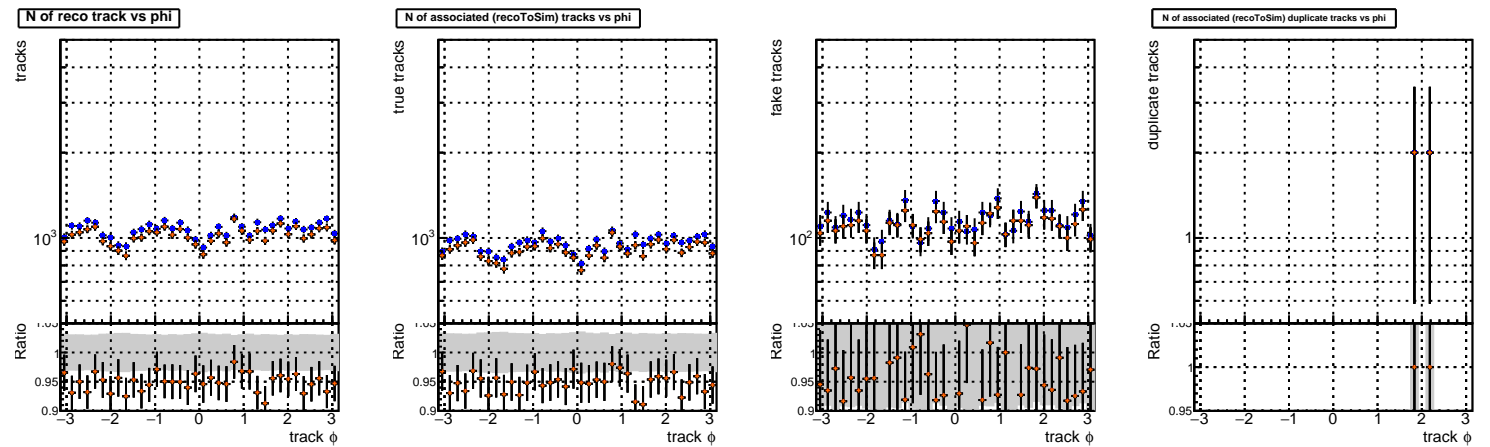 N of reco track vs phi
tracks
10³
Ratio
1.05
1
0.95
0.9
−3 −2 −1 0 1 2 3
track ϕ
N of associated (recoToSim) tracks vs phi
true tracks
10³
Ratio
1
0.95
0.9
−3 −2 −1 0 1 2 3
track ϕ
fake tracks
10²
Ratio
1
0.95
0.9
−3 −2 −1 0 1 2 3
track ϕ
N of associated (recoToSim) duplicate tracks vs phi
duplicate tracks
1
Ratio
1
0.95
−3 −2 −1 0 1 2 3
track ϕ